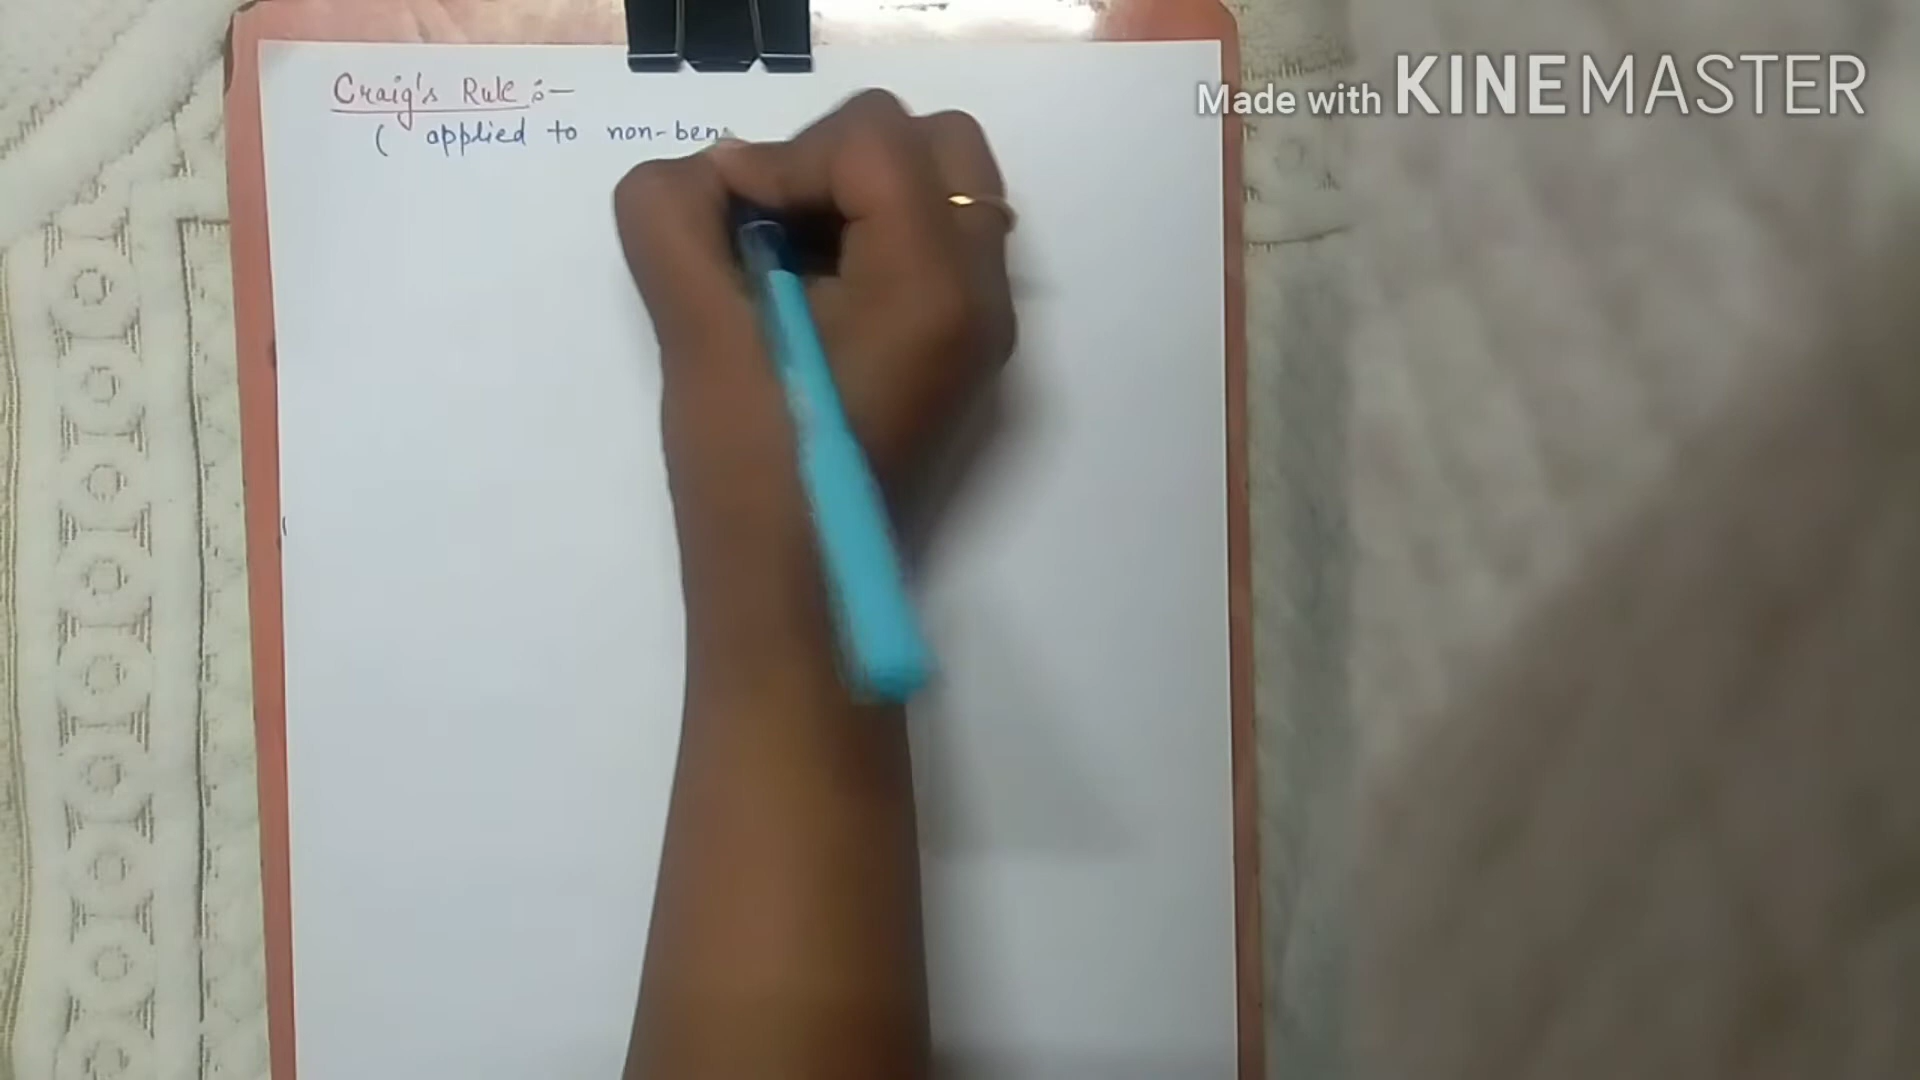 Craig's Rule :-
( applied to non-ben
Made with KINEMASTER